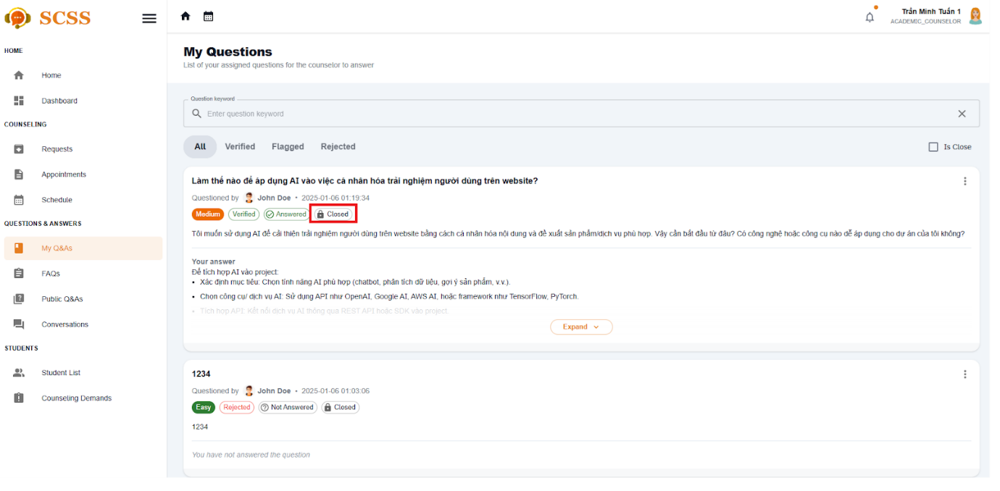 SCSS
Trần Minh Tuấn 1
ACADEMIC_COUNSELOR
HOME
Home
Dashboard
COUNSELING
Requests
Appointments
Schedule
QUESTIONS & ANSWERS
My Q&As
FAQs
Public Q&As
Conversations
STUDENTS
Student List
Counseling Demands
My Questions
List of your assigned questions for the counselor to answer
Question keyword
Enter question keyword
All Verified Flagged Rejected Is Close
Làm thế nào để áp dụng AI vào việc cá nhân hóa trải nghiệm người dùng trên website?
Questioned by John Doe • 2025-01-06 01:19:34
Medium Verified Answered Closed
Tôi muốn sử dụng AI để cải thiện trải nghiệm người dùng trên website bằng cách cá nhân hóa nội dung và đề xuất sản phẩm/dịch vụ phù hợp. Vậy cần bắt đầu từ đâu? Có công nghệ hoặc công cụ nào dễ áp dụng cho dự án của tôi không?
Your answer
Để tích hợp AI vào project:
• Xác định mục tiêu: Chọn tính năng AI phù hợp (chatbot, phân tích dữ liệu, gợi ý sản phẩm, v.v.).
• Chọn công cụ/ dịch vụ AI: Sử dụng API như OpenAI, Google AI, AWS AI, hoặc framework như TensorFlow, PyTorch.
• Tích hợp API: Kết nối dịch vụ AI thông qua REST API hoặc SDK vào project.
Expand
1234
Questioned by John Doe • 2025-01-06 01:03:06
Easy Rejected Not Answered Closed
1234
You have not answered the question